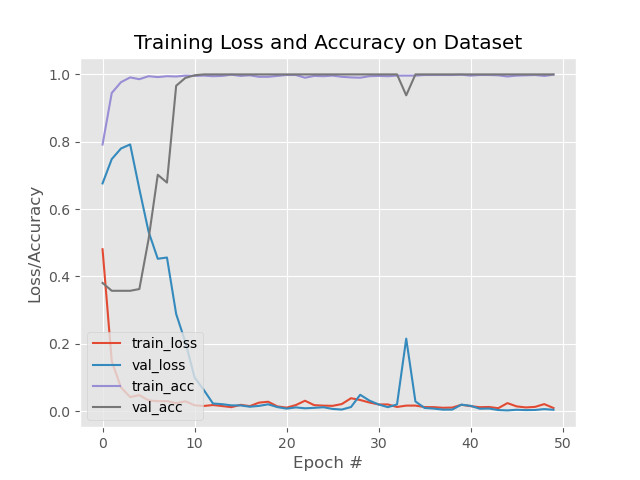 Training Loss and Accuracy on Dataset
1.0
0.8
0.6
0.4
0.2
0.0
Loss/Accuracy
train_loss
val_loss
train_acc
val_acc
0 10 20 30 40 50
Epoch #